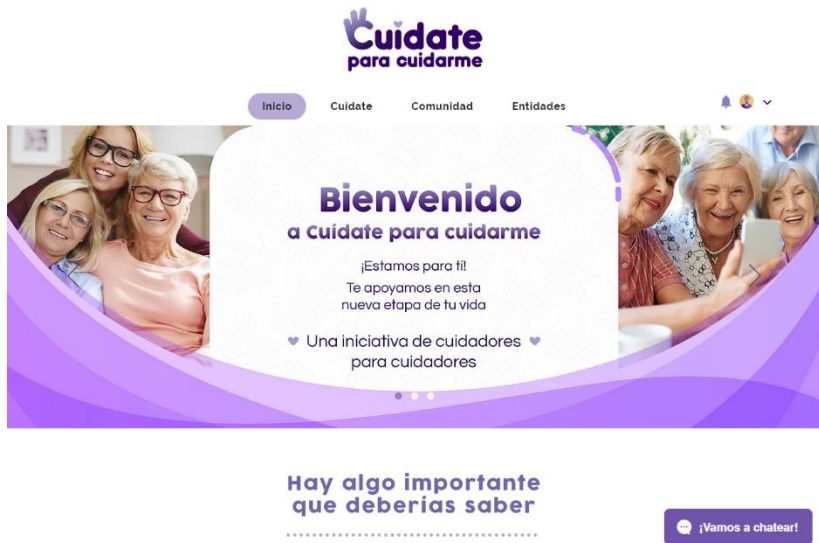 Cuídate
para cuidarme
Inicio
Cuídate
Comunidad
Entidades
Bienvenido
a Cuídate para cuidarme
¡Estamos para tí!
Te apoyamos en esta
nueva etapa de tu vida
Una iniciativa de cuidadores
para cuidadores
Hay algo importante
que deberías saber
¡Vamos a chatear!